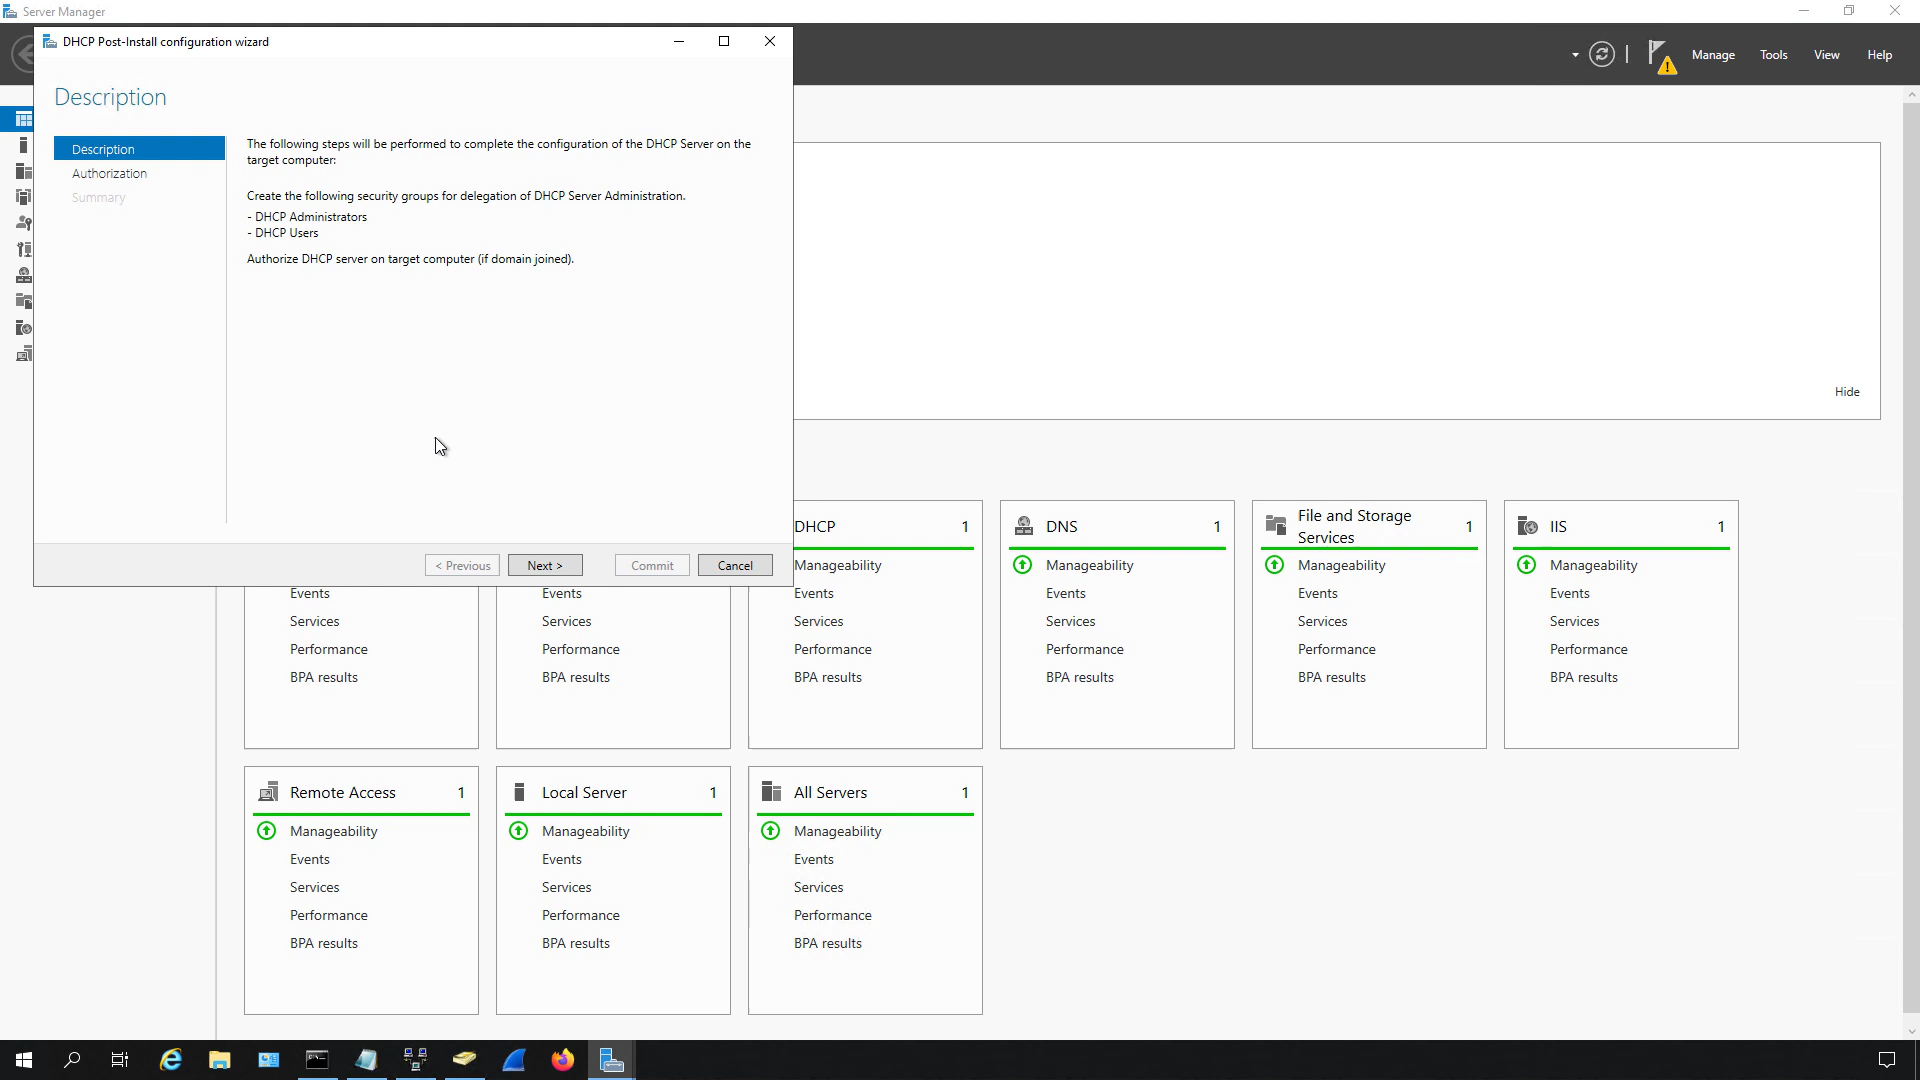 Server Manager
DHCP Post-Install configuration wizard
Manage
Tools
View
Help
Description
Description
Authorization
Summary
The following steps will be performed to complete the configuration of the DHCP Server on the
target computer:
Create the following security groups for delegation of DHCP Server Administration.
- DHCP Administrators
- DHCP Users
Authorize DHCP server on target computer (if domain joined).
< Previous
Next >
Commit
Cancel
Hide
Events
Services
Performance
BPA results
Events
Services
Performance
BPA results
DHCP 1
Manageability
Events
Services
Performance
BPA results
DNS 1
Manageability
Events
Services
Performance
BPA results
File and Storage
Services 1
Manageability
Events
Services
Performance
BPA results
IIS 1
Manageability
Events
Services
Performance
BPA results
Remote Access 1
Manageability
Events
Services
Performance
BPA results
Local Server 1
Manageability
Events
Services
Performance
BPA results
All Servers 1
Manageability
Events
Services
Performance
BPA results